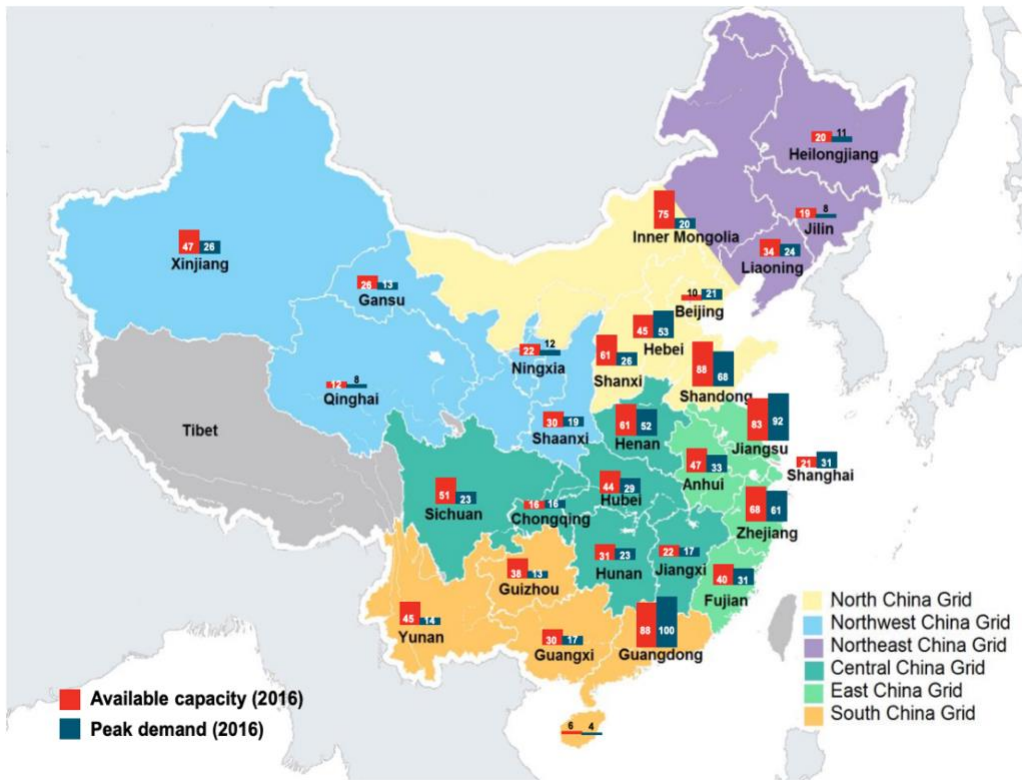 20 11
Heilongjiang
19 8
Jilin
75 20
Inner Mongolia
34 24
Liaoning
47 26
Xinjiang
28 13
Gansu
10 21
Beijing
45 53
Hebei
22 12
Ningxia
61 26
Shanxi
88 68
Shandong
12 8
Qinghai
30 19
Shaanxi
61 52
Henan
83 92
Jiangsu
Tibet
47 33
Anhui
21 31
Shanghai
51 23
Sichuan
16 16
Chongqing
44 29
Hubei
68 61
Zhejiang
31 23
Hunan
22 17
Jiangxi
38 13
Guizhou
40 31
Fujian
45 14
Yunan
30 17
Guangxi
88 100
Guangdong
6 4
North China Grid
Northwest China Grid
Northeast China Grid
Central China Grid
East China Grid
South China Grid
Available capacity (2016)
Peak demand (2016)